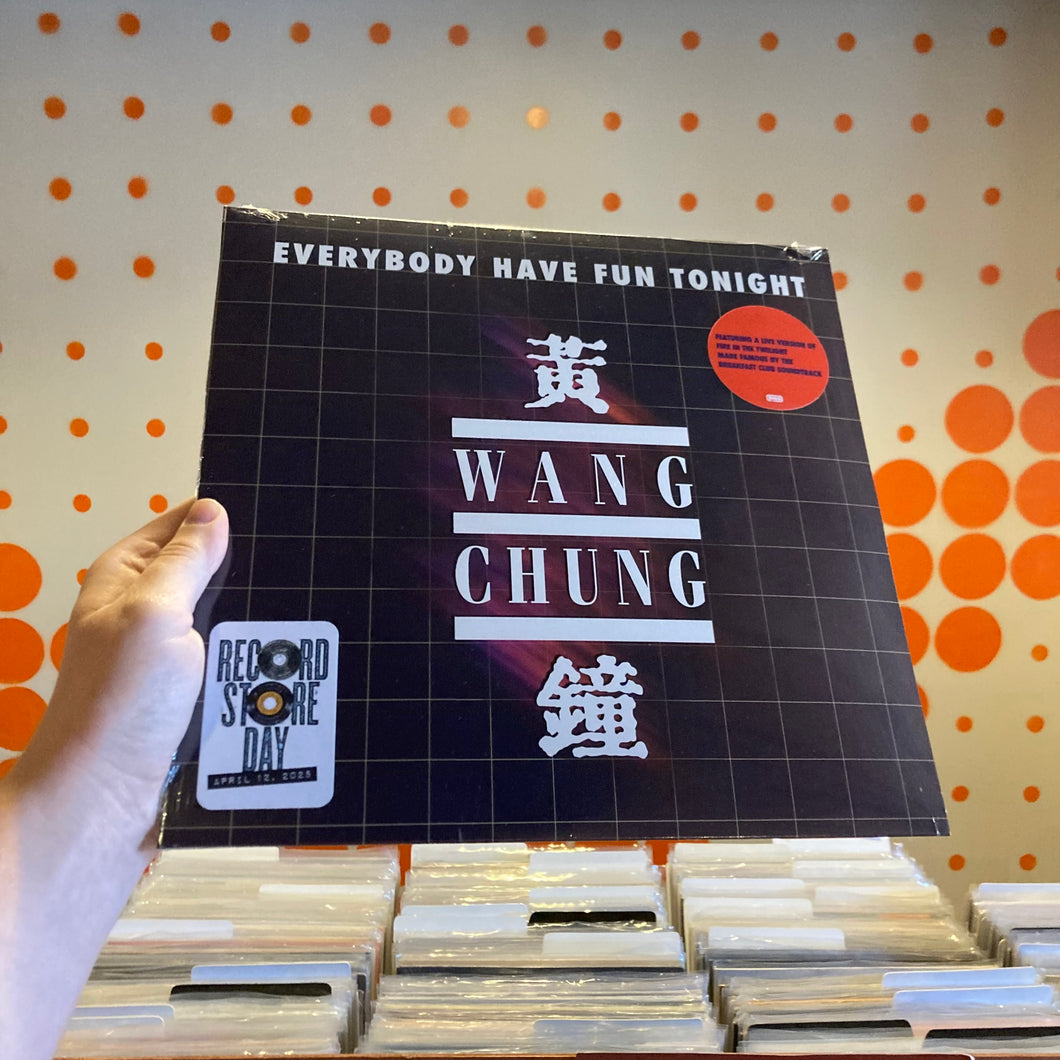 EVERYBODY HAVE FUN TONIGHT
FEATURING A LIVE VERSION OF
FIRE IN THE TWILIGHT
MADE FAMOUS BY THE
BREAKFAST CLUB SOUNDTRACK
黃
WANG
CHUNG
鐘
RECORD
STORE
DAY
APRIL 12, 2025